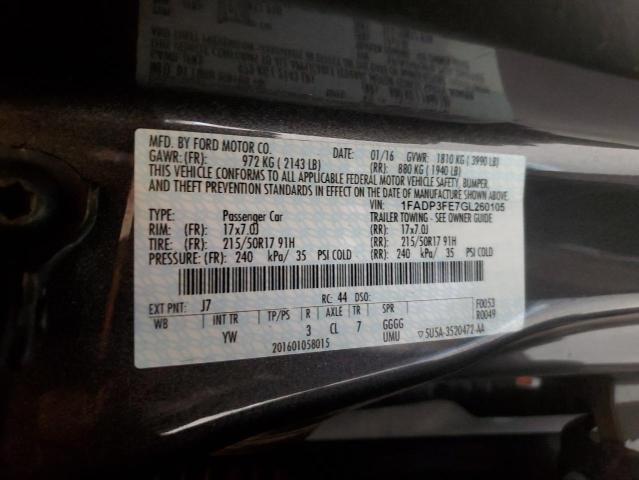 MFD. BY FORD MOTOR CO.
DATE: 01/16 GVWR: 1810 KG ( 3990 LB)
GAWR:(FR): 972 KG ( 2143 LB) (RR): 880 KG ( 1940 LB)
THIS VEHICLE CONFORMS TO ALL APPLICABLE FEDERAL MOTOR VEHICLE SAFETY, BUMPER,
AND THEFT PREVENTION STANDARDS IN EFFECT ON THE DATE OF MANUFACTURE SHOWN ABOVE.
VIN: 1FADP3FE7GL260105
TYPE: Passenger Car TRAILER TOWING - SEE OWNER GUIDE
RIM: (FR): 17x7.0J (RR): 17x7.0J
TIRE: (FR): 215/50R17 91H (RR): 215/50R17 91H
PRESSURE: (FR): 240 kPa/ 35 PSI COLD (RR): 240 kPa/ 35 PSI COLD
EXT PNT: J7 RC: 44 DSO: F0053
WB INT TR TP/PS R AXLE TR SPR R0049
YW 3 CL 7 GGGG
UMU
201601058015 ▽ 5U5A-3520472-AA